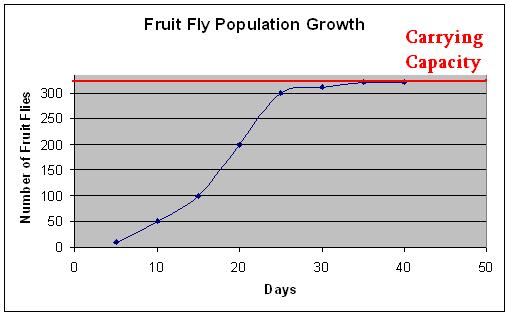 Fruit Fly Population Growth
Carrying
Capacity
Number of Fruit Flies
300
250
200
150
100
50
0
0 10 20 30 40 50
Days